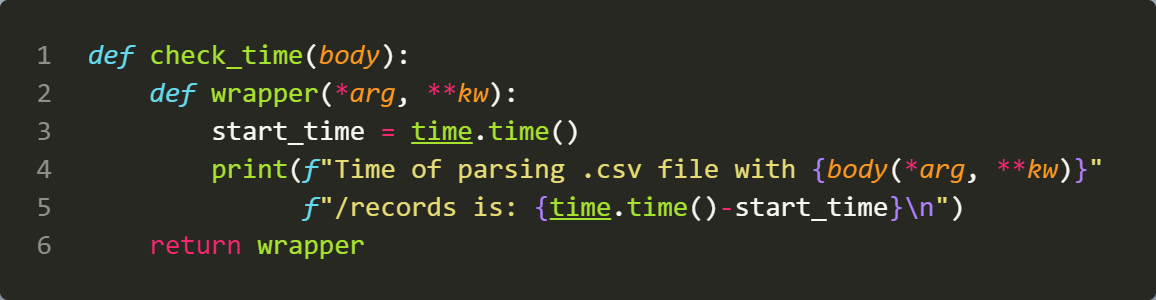 1 def check_time(body):
2     def wrapper(*arg, **kw):
3         start_time = time.time()
4         print(f"Time of parsing .csv file with {body(*arg, **kw)}"
5               f"/records is: {time.time()-start_time}\n")
6     return wrapper